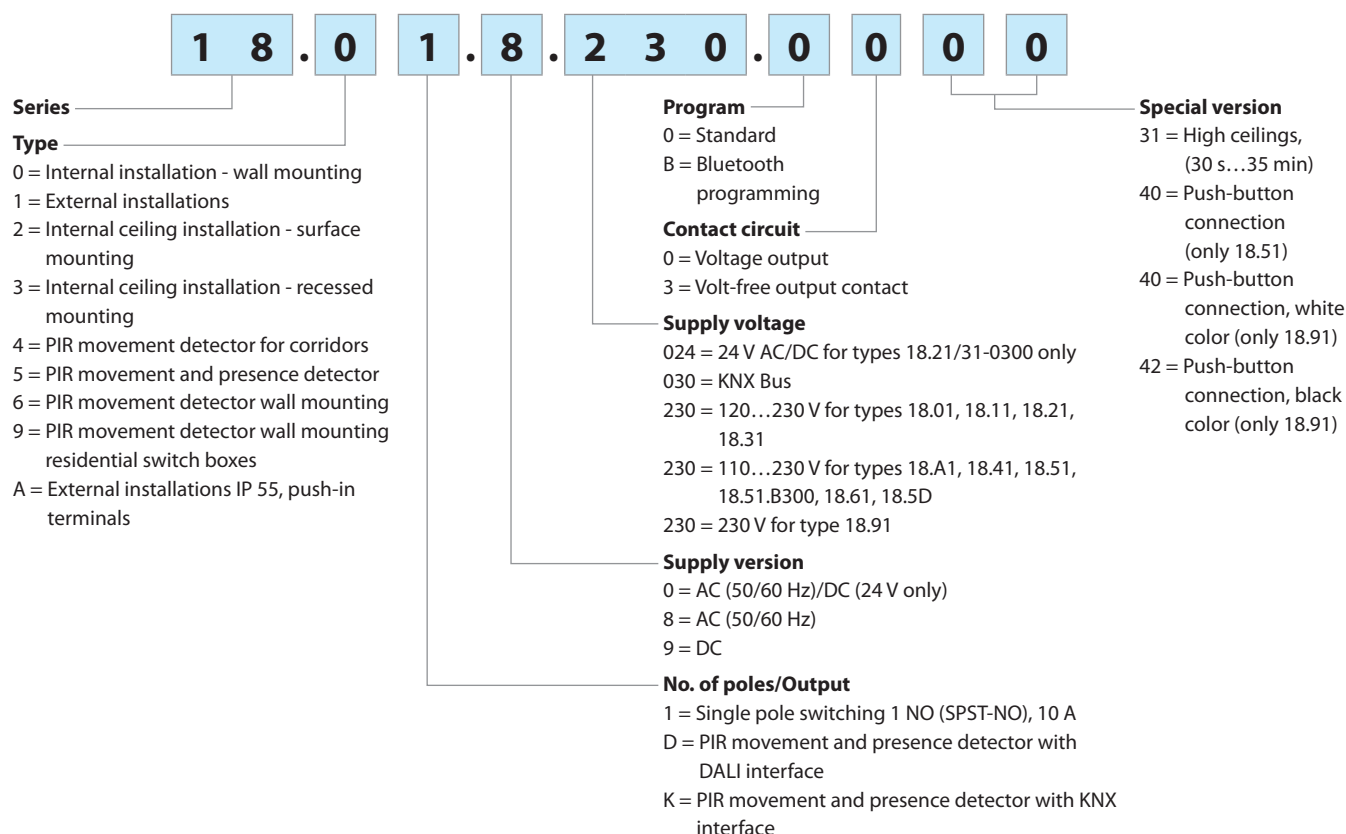 1 8 . 0 1 . 8 . 2 3 0 . 0 0 0 0
Series
Type
0 = Internal installation - wall mounting
1 = External installations
2 = Internal ceiling installation - surface
mounting
3 = Internal ceiling installation - recessed
mounting
4 = PIR movement detector for corridors
5 = PIR movement and presence detector
6 = PIR movement detector wall mounting
9 = PIR movement detector wall mounting
residential switch boxes
A = External installations IP 55, push-in
terminals
Program
0 = Standard
B = Bluetooth
programming
Contact circuit
0 = Voltage output
3 = Volt-free output contact
Supply voltage
024 = 24 V AC/DC for types 18.21/31-0300 only
030 = KNX Bus
230 = 120…230 V for types 18.01, 18.11, 18.21,
18.31
230 = 110…230 V for types 18.A1, 18.41, 18.51,
18.51.B300, 18.61, 18.5D
230 = 230 V for type 18.91
Supply version
0 = AC (50/60 Hz)/DC (24 V only)
8 = AC (50/60 Hz)
9 = DC
No. of poles/Output
1 = Single pole switching 1 NO (SPST-NO), 10 A
D = PIR movement and presence detector with
DALI interface
K = PIR movement and presence detector with KNX
interface
Special version
31 = High ceilings,
(30 s…35 min)
40 = Push-button
connection
(only 18.51)
40 = Push-button
connection, white
color (only 18.91)
42 = Push-button
connection, black
color (only 18.91)